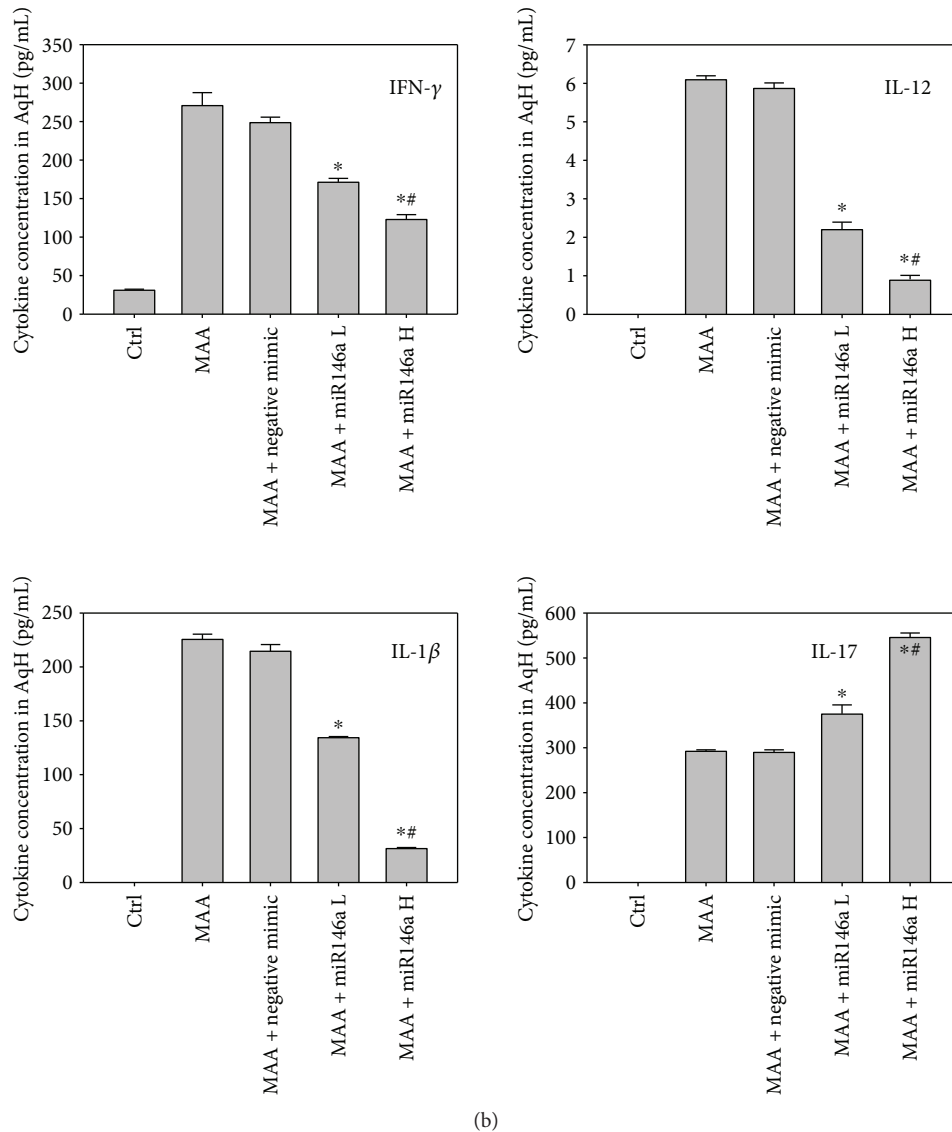 Cytokine concentration in AqH (pg/mL)
350
300
250
200
150
100
50
0
IFN-γ
*
*#
Ctrl
MAA
MAA + negative mimic
MAA + miR146a L
MAA + miR146a H
Cytokine concentration in AqH (pg/mL)
7
6
5
4
3
2
1
0
IL-12
*
*#
Ctrl
MAA
MAA + negative mimic
MAA + miR146a L
MAA + miR146a H
Cytokine concentration in AqH (pg/mL)
250
200
150
100
50
0
IL-1β
*
*#
Ctrl
MAA
MAA + negative mimic
MAA + miR146a L
MAA + miR146a H
Cytokine concentration in AqH (pg/mL)
600
500
400
300
200
100
0
IL-17
*
*#
Ctrl
MAA
MAA + negative mimic
MAA + miR146a L
MAA + miR146a H
(b)